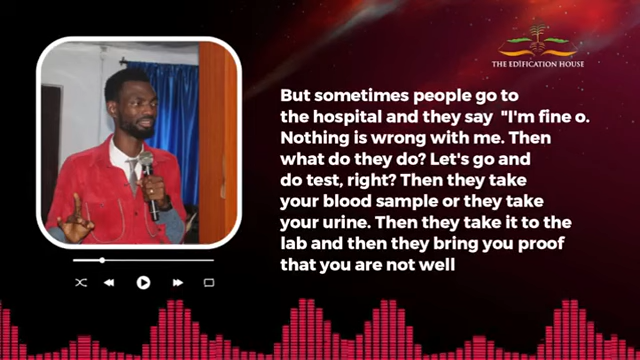 THE EDIFICATION HOUSE
But sometimes people go to
the hospital and they say "I'm fine o.
Nothing is wrong with me. Then
what do they do? Let's go and
do test, right? Then they take
your blood sample or they take
your urine. Then they take it to the
lab and then they bring you proof
that you are not well